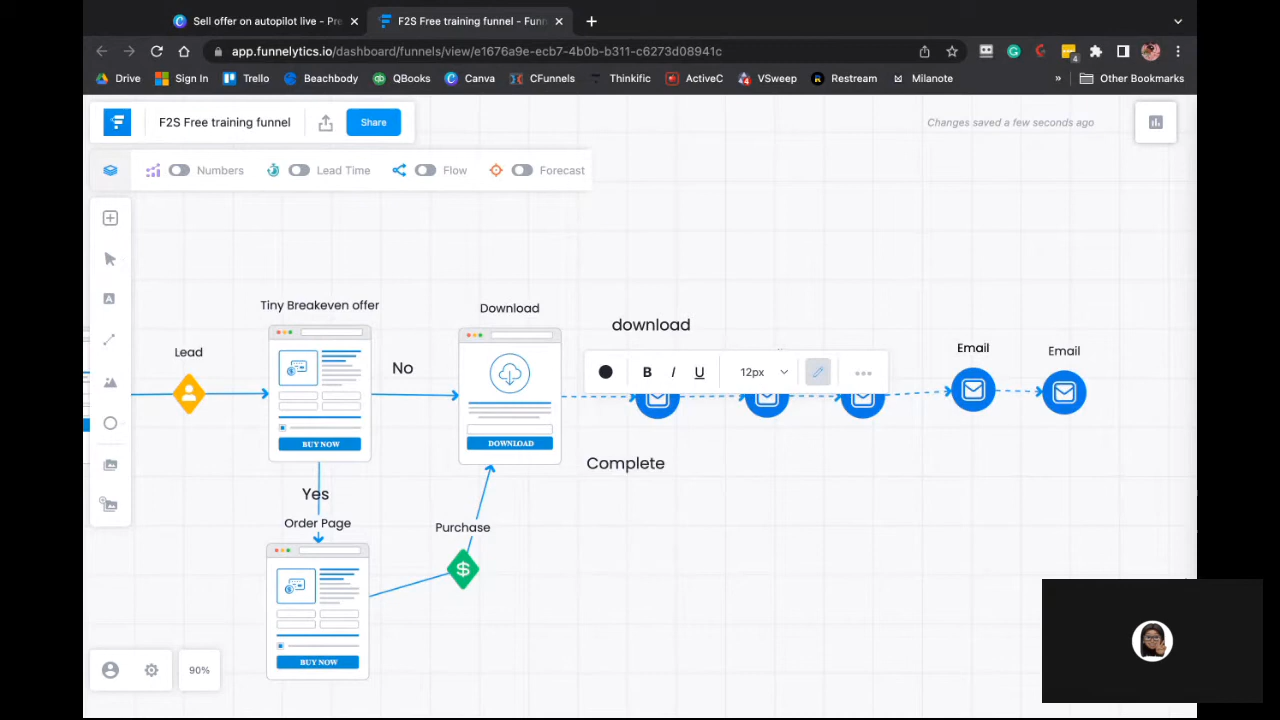 Sell offer on autopilot live - Pre
F2S Free training funnel - Funn
app.funnelytics.io/dashboard/funnels/view/e1676a9e-ecb7-4b0b-b311-c6273d08941c
4
Drive
Sign In
Trello
Beachbody
QBooks
Canva
CFunnels
Thinkific
ActiveC
VSweep
Restream
Milanote
»
Other Bookmarks
F2S Free training funnel
Share
Changes saved a few seconds ago
Numbers
Lead Time
Flow
Forecast
Tiny Breakeven offer
Download
download
Lead
No
B I U 12px
Email
Email
BUY NOW
DOWNLOAD
Complete
Yes
Order Page
Purchase
$
BUY NOW
90%